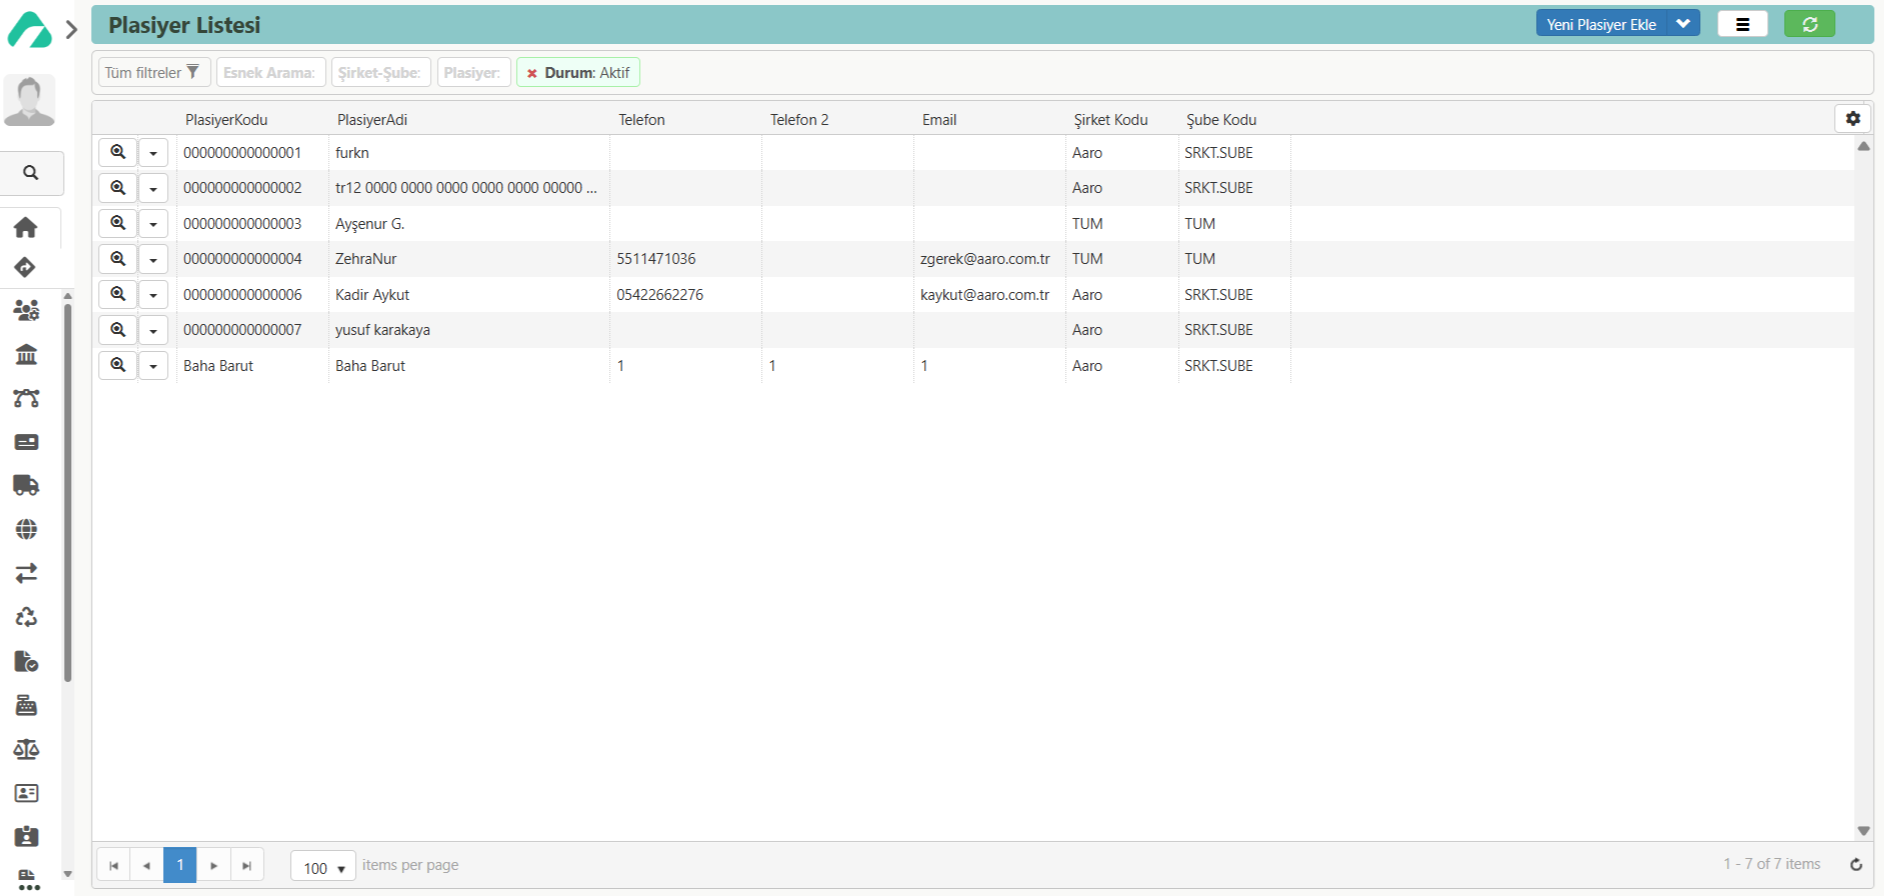 Plasiyer Listesi
Yeni Plasiyer Ekle
Tüm filtreler Esnek Arama: Şirket-Şube: Plasiyer: Durum: Aktif
PlasiyerKodu PlasiyerAdi Telefon Telefon 2 Email Şirket Kodu Şube Kodu
000000000000001 furkn Aaro SRKT.SUBE
000000000000002 tr12 0000 0000 0000 0000 0000 00000 ... Aaro SRKT.SUBE
000000000000003 Ayşenur G. TUM TUM
000000000000004 ZehraNur 5511471036 zgerek@aaro.com.tr TUM TUM
000000000000006 Kadir Aykut 05422662276 kaykut@aaro.com.tr Aaro SRKT.SUBE
000000000000007 yusuf karakaya Aaro SRKT.SUBE
Baha Barut Baha Barut 1 1 1 Aaro SRKT.SUBE
1 100 items per page 1 - 7 of 7 items